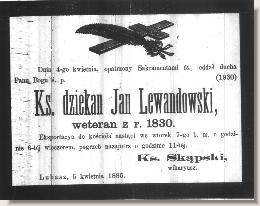 Dnia 4-go kwietnia, opatrzony Sakramentami św., oddał ducha
Panu Bogu ś. p. (1930)
Ks. dziekan Jan Lewandowski,
weteran z r. 1830.
Eksportacya do kościoła nastąpi we wtorek 7-go b. m. o godzi-
nie 6-tej wieczorem, pogrzeb nazajutrz o godzinie 11-tej.
Ks. Skąpski,
wikaryusz.
Lubasz, 5 kwietnia 1885.